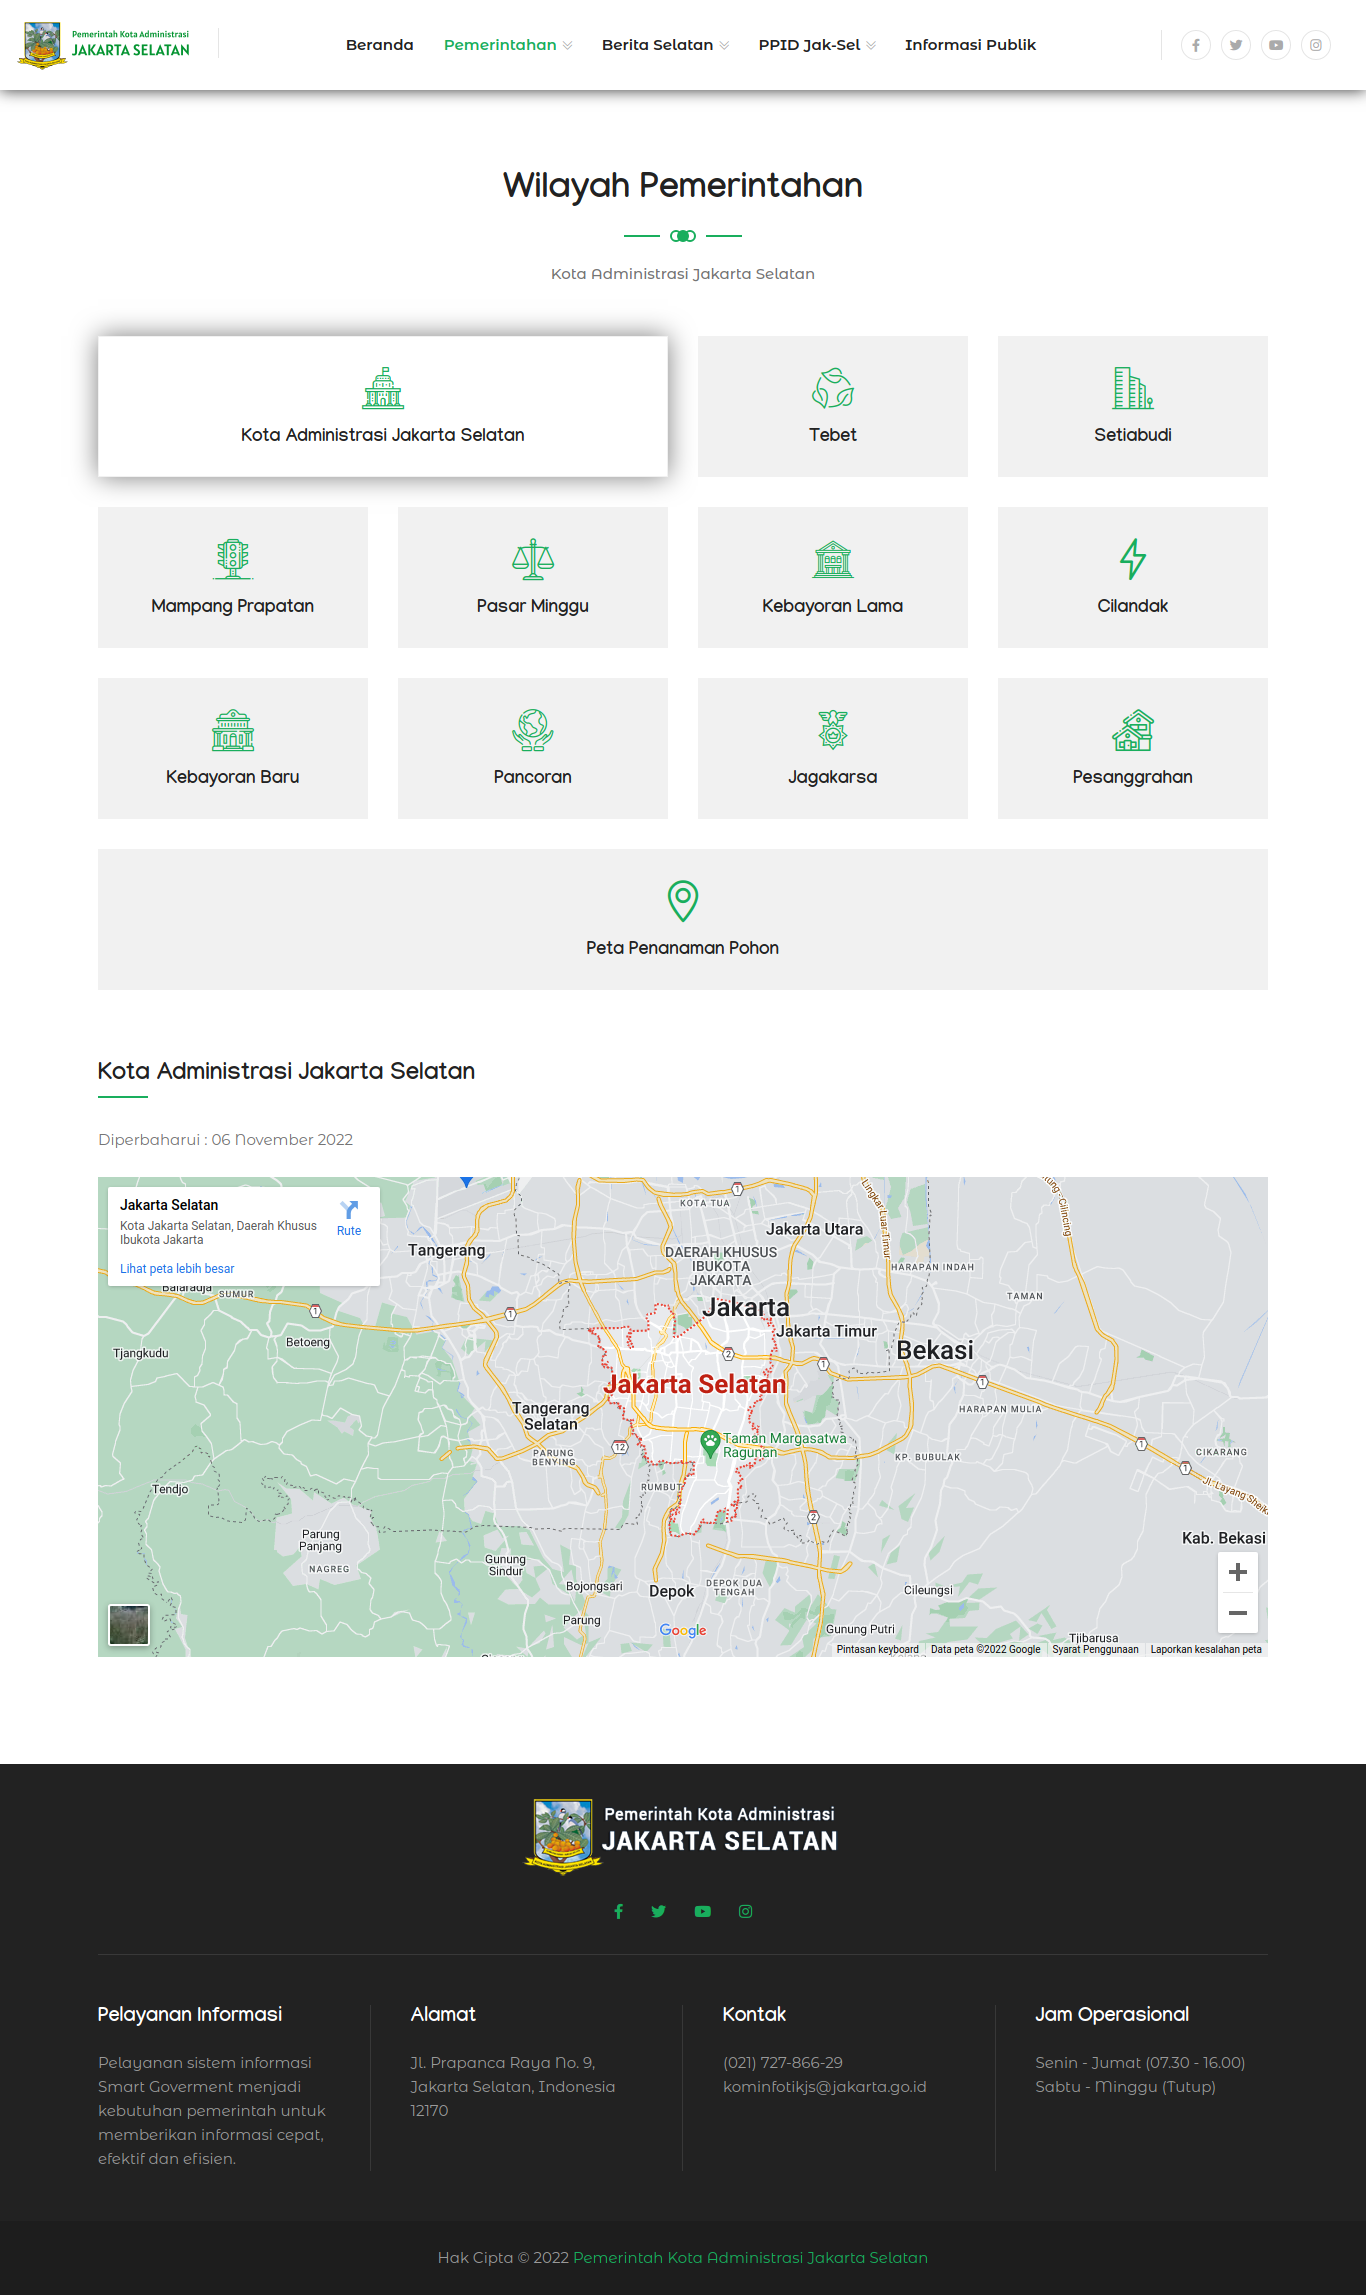 Pemerintah Kota Administrasi
JAKARTA SELATAN
Beranda
Pemerintahan
Berita Selatan
PPID Jak-Sel
Informasi Publik
Wilayah Pemerintahan
Kota Administrasi Jakarta Selatan
Kota Administrasi Jakarta Selatan
Tebet
Setiabudi
Mampang Prapatan
Pasar Minggu
Kebayoran Lama
Cilandak
Kebayoran Baru
Pancoran
Jagakarsa
Pesanggrahan
Peta Penanaman Pohon
Kota Administrasi Jakarta Selatan
Diperbaharui : 06 November 2022
Jakarta Selatan
Kota Jakarta Selatan, Daerah Khusus
Ibukota Jakarta
Rute
Lihat peta lebih besar
KOTA TUA
Jakarta Utara
Tangerang
DAERAH KHUSUS
IBUKOTA
JAKARTA
HARAPAN INDAH
Balaradja
SUMUR
TAMAN
Jakarta
Jakarta Timur
Betoeng
Tjangkudu
Bekasi
Jakarta Selatan
Tangerang
Selatan
HARAPAN MULIA
Taman Margasatwa
Ragunan
PARUNG
BENYING
KP. BUBULAK
CIKARANG
Tendjo
RUMBUT
Jl. Layang Sheikh
Parung
Panjang
Kab. Bekasi
NAGREG
Gunung
Sindur
Bojongsari
Depok
DEPOK DUA
TENGAH
Cileungsi
Parung
Google
Gunung Putri
Tjibarusa
Pintasan keyboard
Data peta ©2022 Google
Syarat Penggunaan
Laporkan kesalahan peta
Pemerintah Kota Administrasi
JAKARTA SELATAN
Pelayanan Informasi
Pelayanan sistem informasi
Smart Goverment menjadi
kebutuhan pemerintah untuk
memberikan informasi cepat,
efektif dan efisien.
Alamat
Jl. Prapanca Raya No. 9,
Jakarta Selatan, Indonesia
12170
Kontak
(021) 727-866-29
kominfotikjs@jakarta.go.id
Jam Operasional
Senin - Jumat (07.30 - 16.00)
Sabtu - Minggu (Tutup)
Hak Cipta © 2022 Pemerintah Kota Administrasi Jakarta Selatan